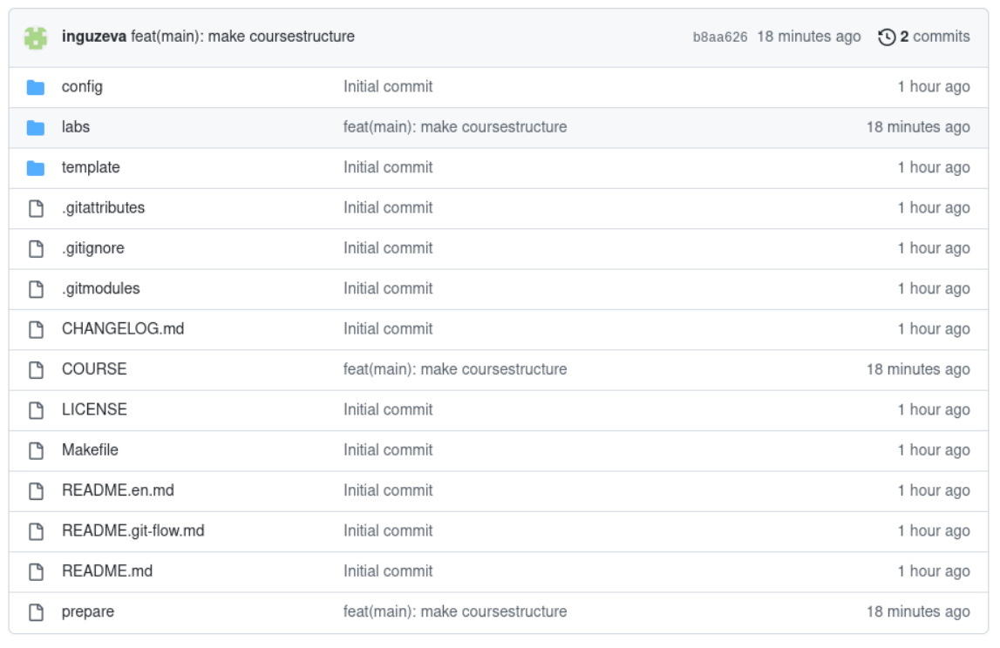 inguzeva feat(main): make coursestructure b8aa626 18 minutes ago 2 commits
config Initial commit 1 hour ago
labs feat(main): make coursestructure 18 minutes ago
template Initial commit 1 hour ago
.gitattributes Initial commit 1 hour ago
.gitignore Initial commit 1 hour ago
.gitmodules Initial commit 1 hour ago
CHANGELOG.md Initial commit 1 hour ago
COURSE feat(main): make coursestructure 18 minutes ago
LICENSE Initial commit 1 hour ago
Makefile Initial commit 1 hour ago
README.en.md Initial commit 1 hour ago
README.git-flow.md Initial commit 1 hour ago
README.md Initial commit 1 hour ago
prepare feat(main): make coursestructure 18 minutes ago